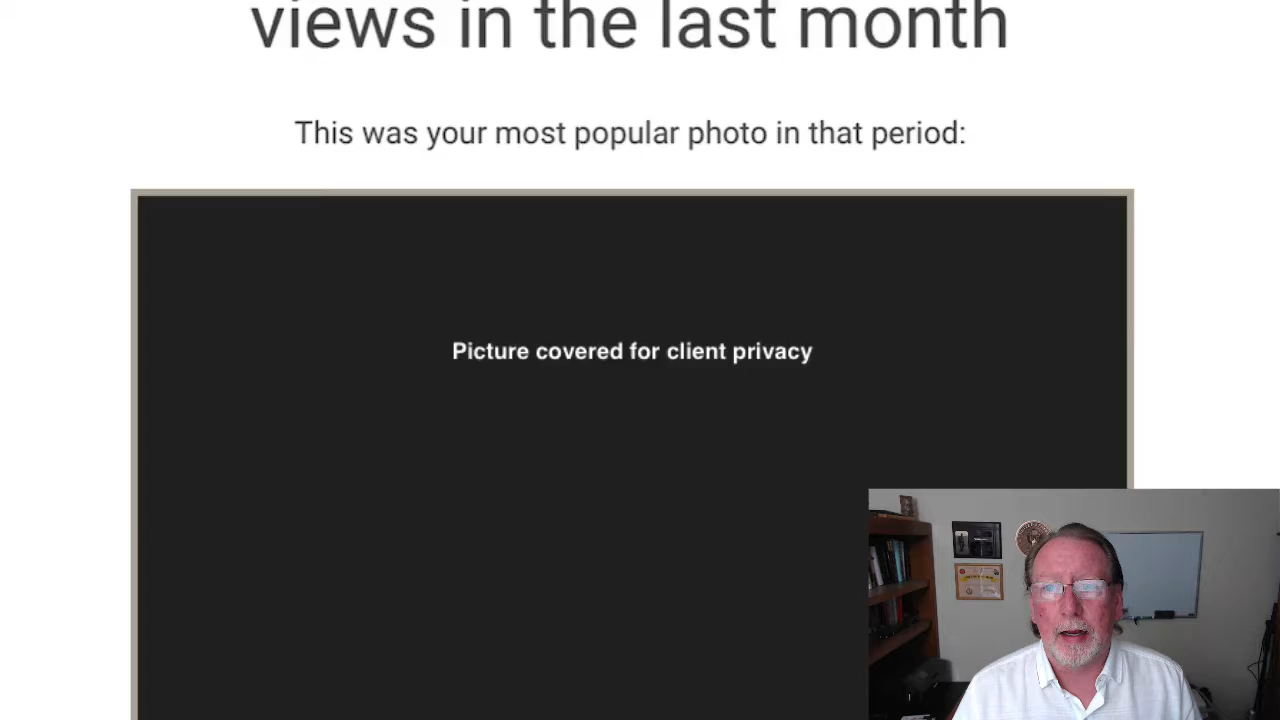 views in the last month
This was your most popular photo in that period:
Picture covered for client privacy